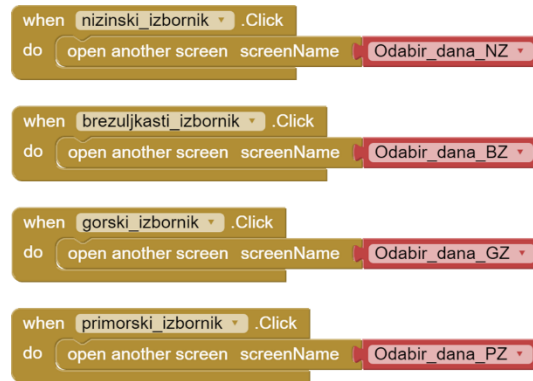 when nizinski_izbornik .Click
do open another screen screenName Odabir_dana_NZ
when brezuljkasti_izbornik .Click
do open another screen screenName Odabir_dana_BZ
when gorski_izbornik .Click
do open another screen screenName Odabir_dana_GZ
when primorski_izbornik .Click
do open another screen screenName Odabir_dana_PZ